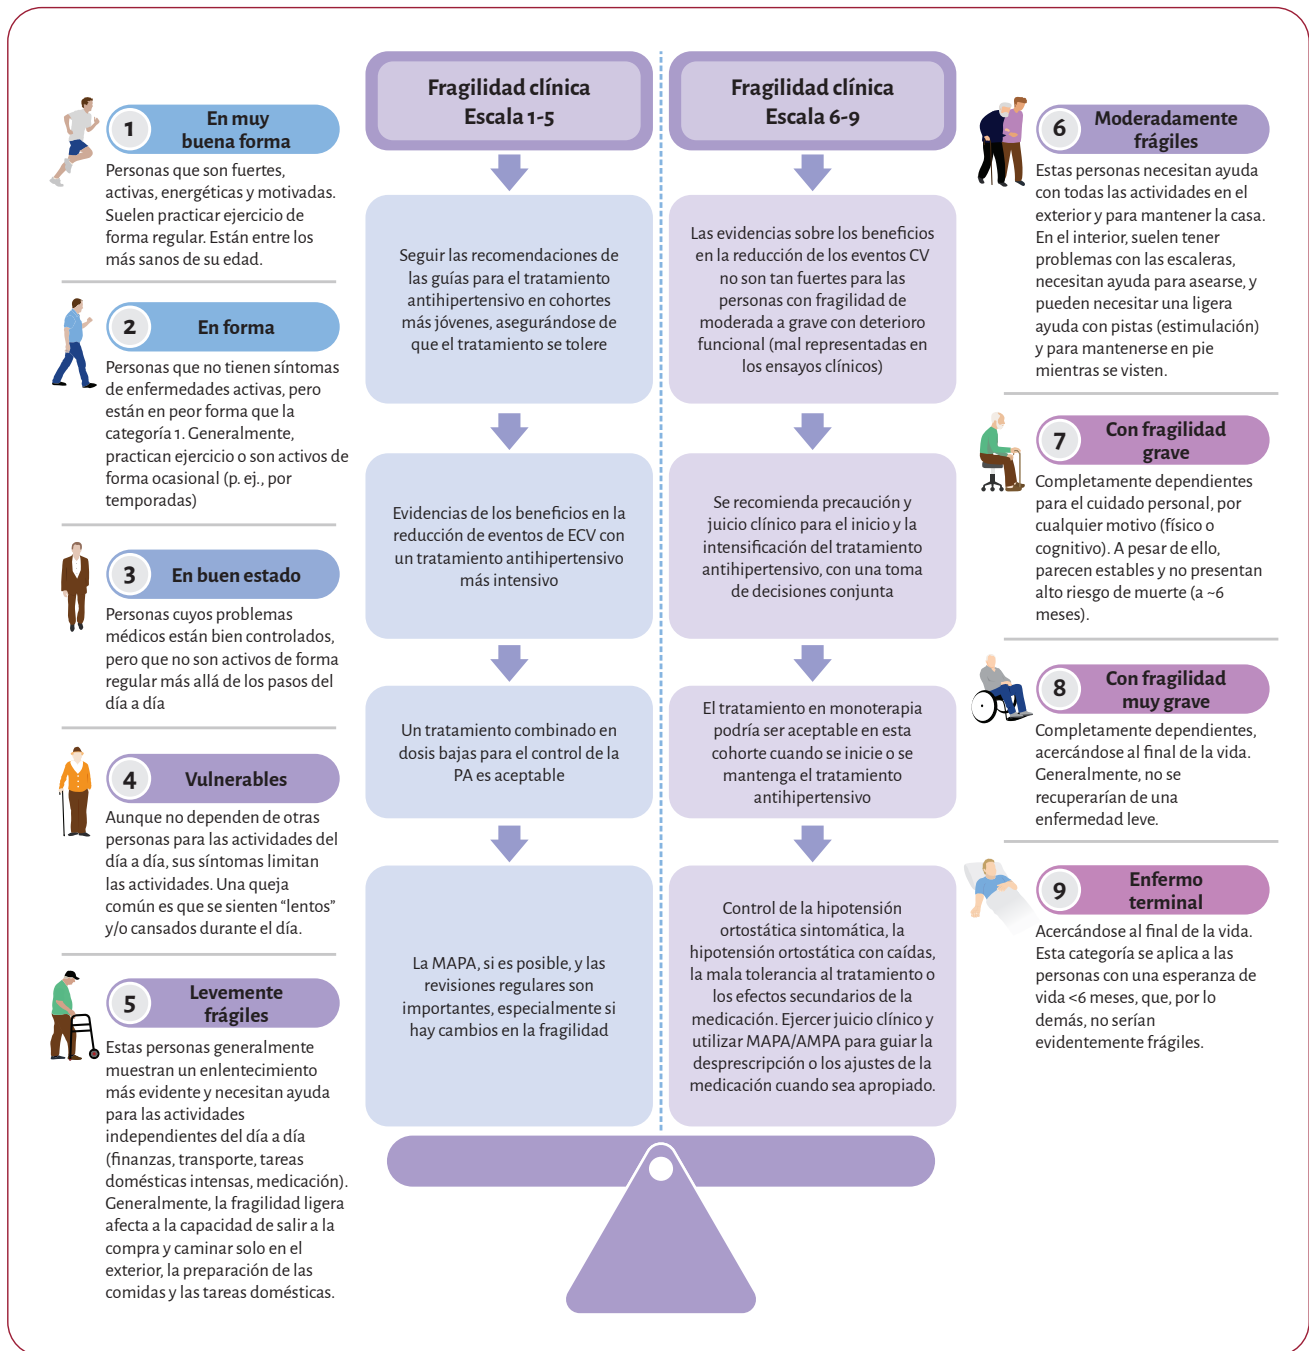 1
En muy
buena forma
Personas que son fuertes,
activas, energéticas y motivadas.
Suelen practicar ejercicio de
forma regular. Están entre los
más sanos de su edad.
2
En forma
Personas que no tienen síntomas
de enfermedades activas, pero
están en peor forma que la
categoría 1. Generalmente,
practican ejercicio o son activos de
forma ocasional (p. ej., por
temporadas)
3
En buen estado
Personas cuyos problemas
médicos están bien controlados,
pero que no son activos de forma
regular más allá de los pasos del
día a día
4
Vulnerables
Aunque no dependen de otras
personas para las actividades del
día a día, sus síntomas limitan
las actividades. Una queja
común es que se sienten “lentos”
y/o cansados durante el día.
5
Levemente
frágiles
Estas personas generalmente
muestran un enlentecimiento
más evidente y necesitan ayuda
para las actividades
independientes del día a día
(finanzas, transporte, tareas
domésticas intensas, medicación).
Generalmente, la fragilidad ligera
afecta a la capacidad de salir a la
compra y caminar solo en el
exterior, la preparación de las
comidas y las tareas domésticas.
Fragilidad clínica
Escala 1-5
Seguir las recomendaciones de
las guías para el tratamiento
antihipertensivo en cohortes
más jóvenes, asegurándose de
que el tratamiento se tolere
Evidencias de los beneficios en la
reducción de eventos de ECV con
un tratamiento antihipertensivo
más intensivo
Un tratamiento combinado en
dosis bajas para el control de la
PA es aceptable
La MAPA, si es posible, y las
revisiones regulares son
importantes, especialmente si
hay cambios en la fragilidad
Fragilidad clínica
Escala 6-9
Las evidencias sobre los beneficios
en la reducción de los eventos CV
no son tan fuertes para las
personas con fragilidad de
moderada a grave con deterioro
funcional (mal representadas en
los ensayos clínicos)
Se recomienda precaución y
juicio clínico para el inicio y la
intensificación del tratamiento
antihipertensivo, con una toma
de decisiones conjunta
El tratamiento en monoterapia
podría ser aceptable en esta
cohorte cuando se inicie o se
mantenga el tratamiento
antihipertensivo
Control de la hipotensión
ortostática sintomática, la
hipotensión ortostática con caídas,
la mala tolerancia al tratamiento o
los efectos secundarios de la
medicación. Ejercer juicio clínico y
utilizar MAPA/AMPA para guiar la
desprescripción o los ajustes de la
medicación cuando sea apropiado.
6
Moderadamente
frágiles
Estas personas necesitan ayuda
con todas las actividades en el
exterior y para mantener la casa.
En el interior, suelen tener
problemas con las escaleras,
necesitan ayuda para asearse, y
pueden necesitar una ligera
ayuda con pistas (estimulación)
y para mantenerse en pie
mientras se visten.
7
Con fragilidad
grave
Completamente dependientes
para el cuidado personal, por
cualquier motivo (físico o
cognitivo). A pesar de ello,
parecen estables y no presentan
alto riesgo de muerte (a ~6
meses).
8
Con fragilidad
muy grave
Completamente dependientes,
acercándose al final de la vida.
Generalmente, no se
recuperarían de una
enfermedad leve.
9
Enfermo
terminal
Acercándose al final de la vida.
Esta categoría se aplica a las
personas con una esperanza de
vida <6 meses, que, por lo
demás, no serían
evidentemente frágiles.